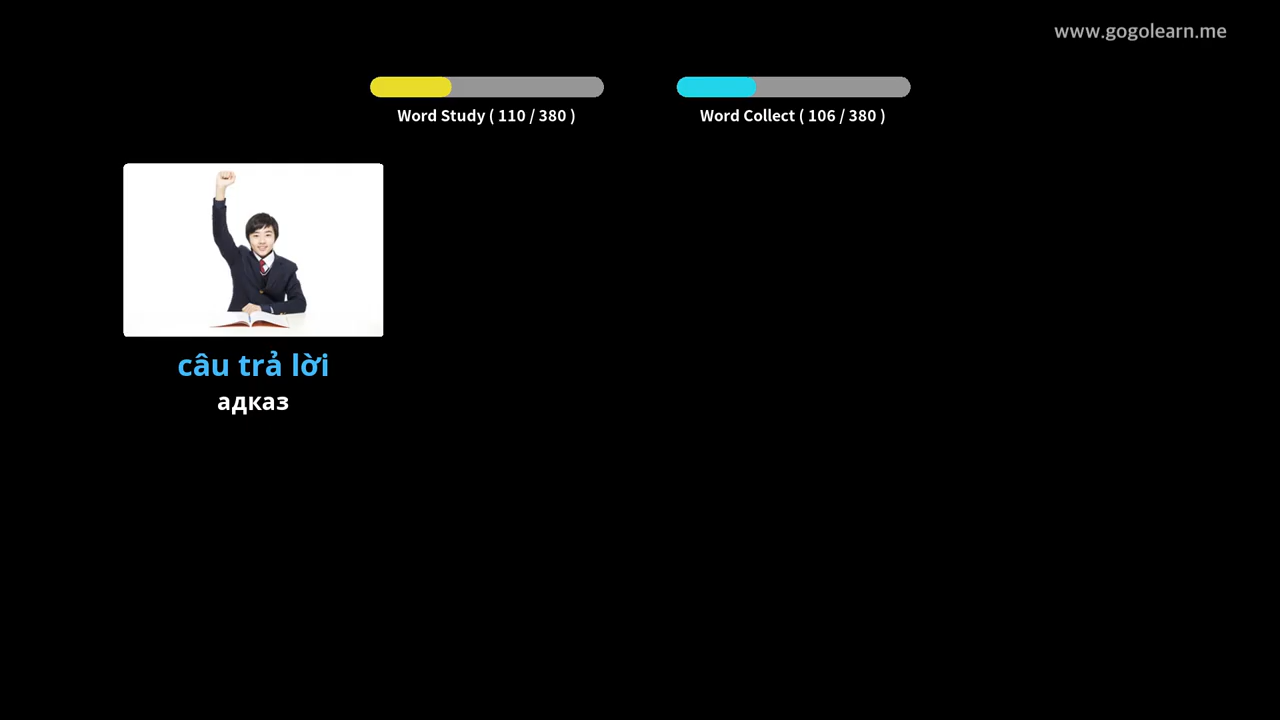 www.gogolearn.me
Word Study ( 110 / 380 )
Word Collect ( 106 / 380 )
câu trả lời
адказ